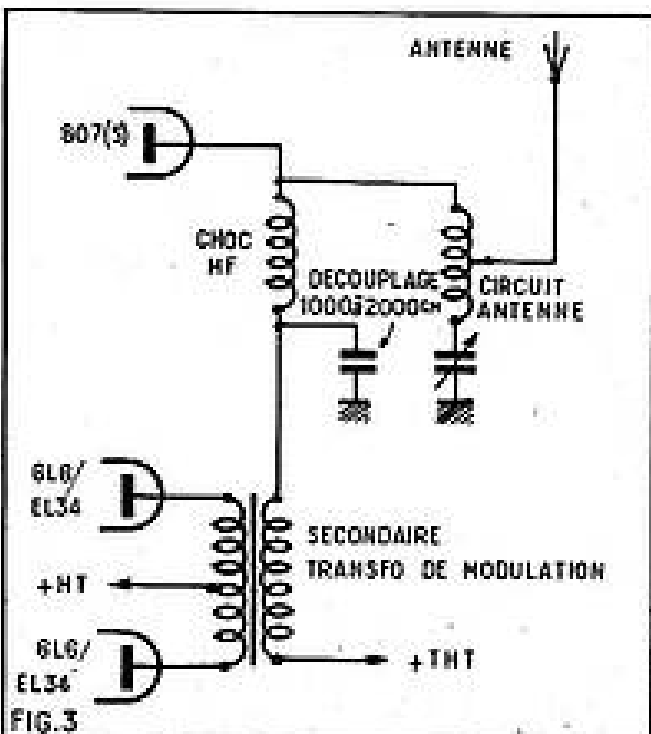 ANTENNE
807(S)
CHOC
HF
DECOUPLAGE
1000à2000CM
CIRCUIT
ANTENNE
6L6/
EL34
+HT
SECONDAIRE
TRANSFO DE MODULATION
6L6/
EL34
+THT
FIG.3